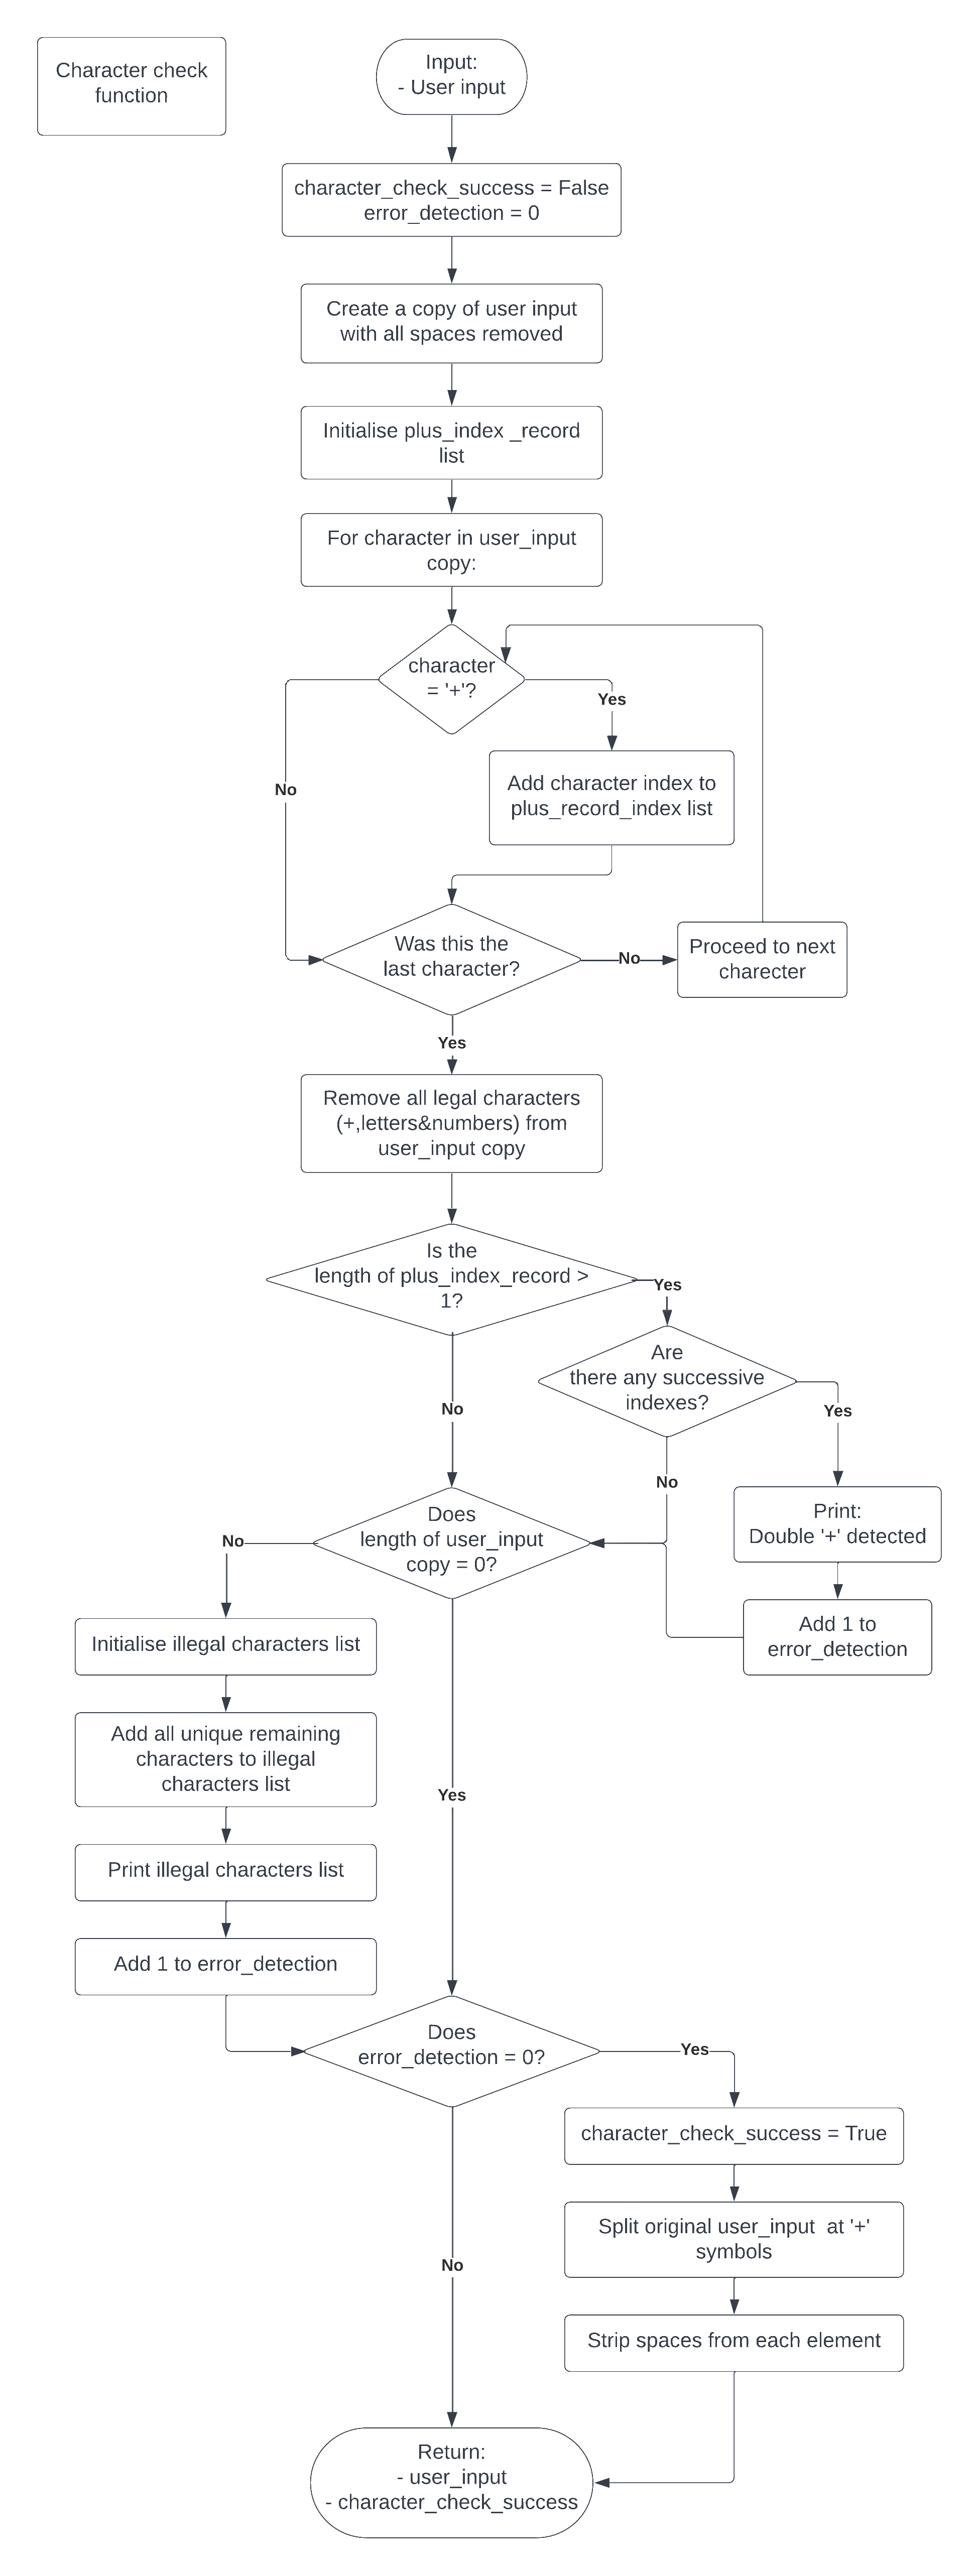 Character check
function
Input:
- User input
character_check_success = False
error_detection = 0
Create a copy of user input
with all spaces removed
Initialise plus_index _record
list
For character in user_input
copy:
character
= '+'?
Yes
No
Add character index to
plus_record_index list
Was this the
last character?
No
Proceed to next
charecter
Yes
Remove all legal characters
(+,letters&numbers) from
user_input copy
Is the
length of plus_index_record >
1?
Yes
Are
there any successive
indexes?
Yes
No
No
Print:
Double '+' detected
Does
length of user_input
copy = 0?
No
Add 1 to
error_detection
Initialise illegal characters list
Add all unique remaining
characters to illegal
characters list
Yes
Print illegal characters list
Add 1 to error_detection
Does
error_detection = 0?
Yes
character_check_success = True
Split original user_input  at '+'
symbols
No
Strip spaces from each element
Return:
- user_input
- character_check_success